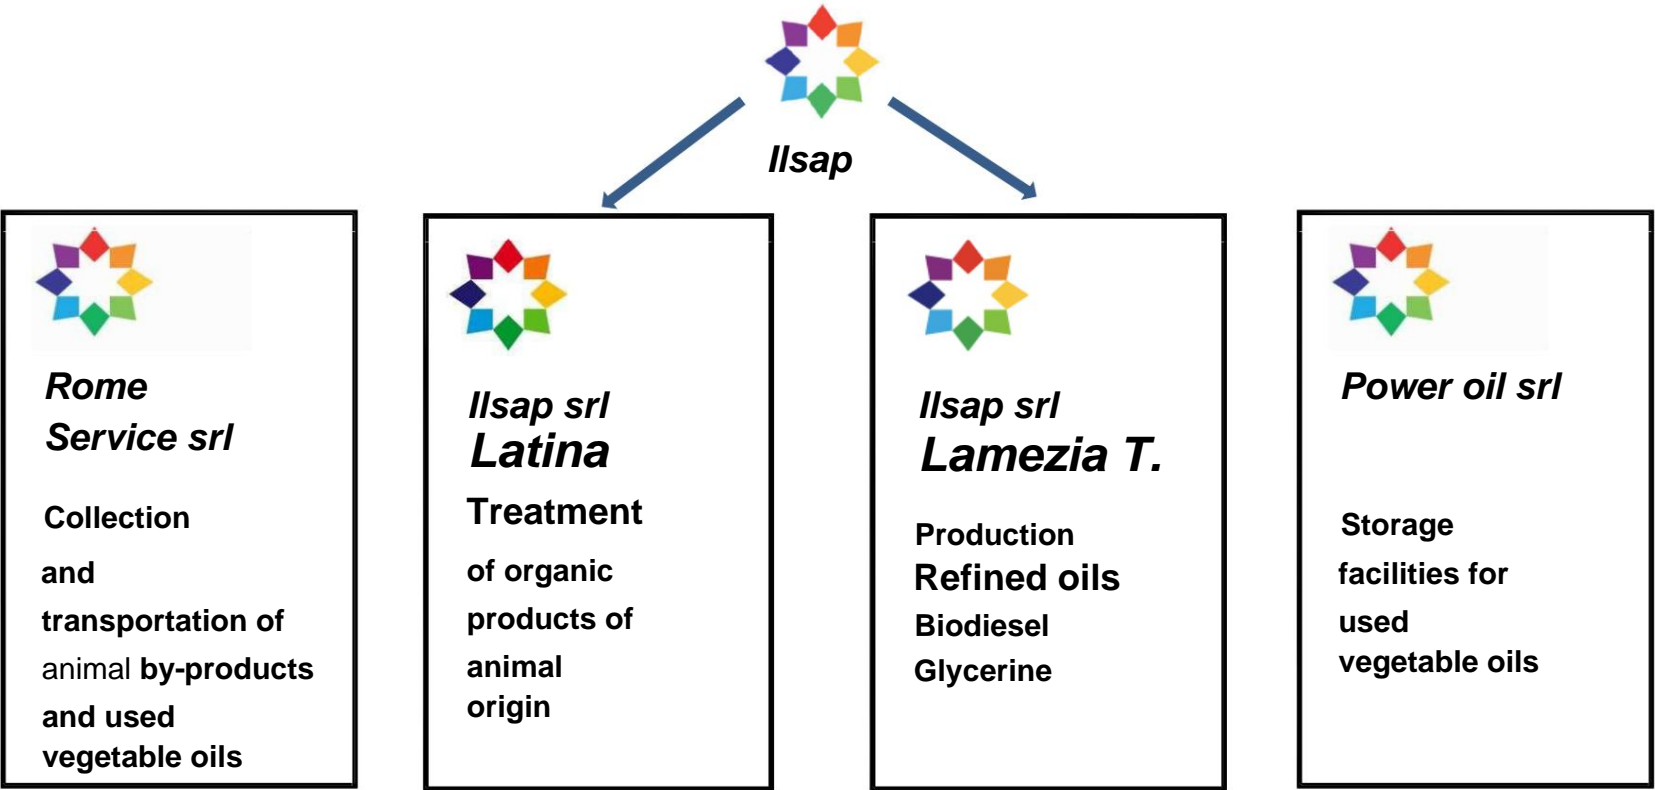 Ilsap
Rome
Service srl
Collection
and
transportation of
animal by-products
and used
vegetable oils
Ilsap srl
Latina
Treatment
of organic
products of
animal
origin
Ilsap srl
Lamezia T.
Production
Refined oils
Biodiesel
Glycerine
Power oil srl
Storage
facilities for
used
vegetable oils